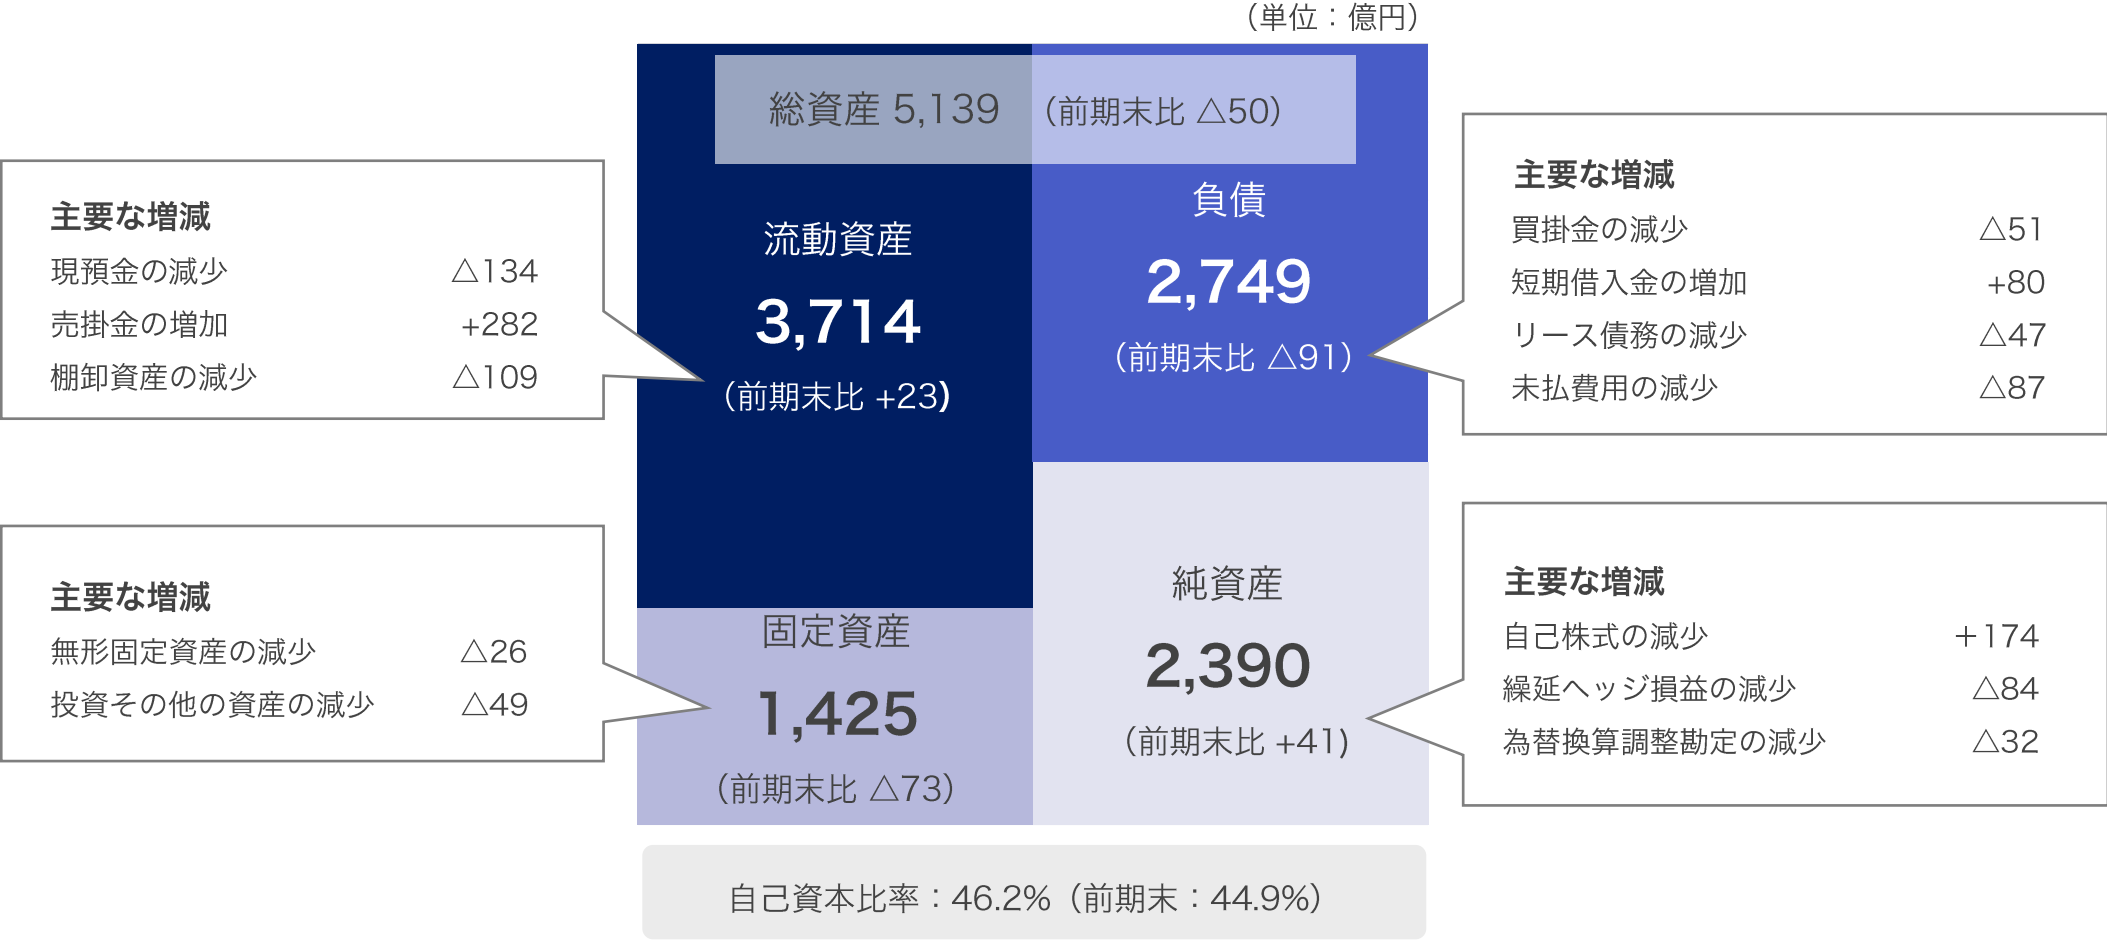 （単位：億円）
総資産 5,139 （前期末比 △50）
主要な増減
現預金の減少 △134
売掛金の増加 +282
棚卸資産の減少 △109
流動資産
3,714
（前期末比 +23)
負債
2,749
（前期末比 △91）
主要な増減
買掛金の減少 △51
短期借入金の増加 +80
リース債務の減少 △47
未払費用の減少 △87
主要な増減
無形固定資産の減少 △26
投資その他の資産の減少 △49
固定資産
1,425
（前期末比 △73）
純資産
2,390
（前期末比 +41)
主要な増減
自己株式の減少 ＋174
繰延ヘッジ損益の減少 △84
為替換算調整勘定の減少 △32
自己資本比率：46.2%（前期末：44.9%）